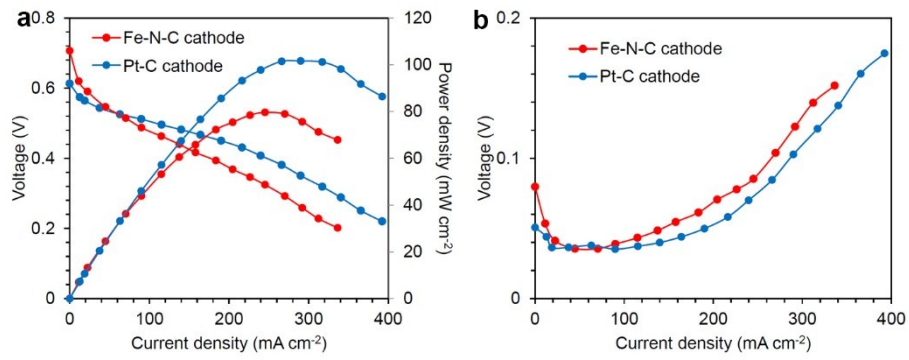 a
0.8
0.6
0.4
0.2
0
Voltage (V)
Fe-N-C cathode
Pt-C cathode
120
100
80
60
40
20
0
Power density (mW cm-2)
0 100 200 300 400
Current density (mA cm-2)
b
0.2
0.1
0
Voltage (V)
Fe-N-C cathode
Pt-C cathode
0 100 200 300 400
Current density (mA cm-2)